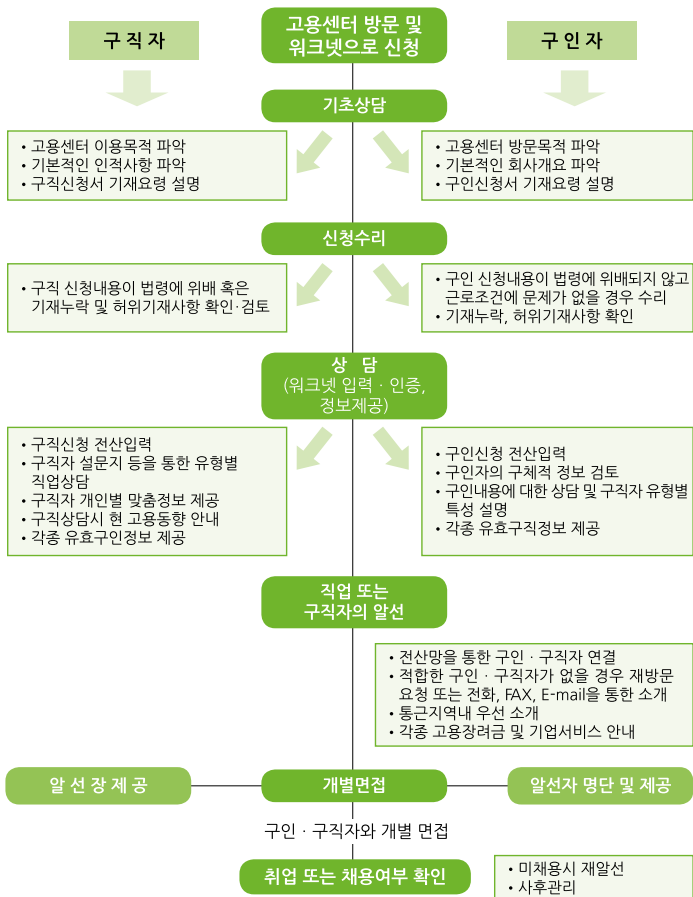 구 직 자
고용센터 방문 및
워크넷으로 신청
구 인 자
기초상담
• 고용센터 이용목적 파악
• 기본적인 인적사항 파악
• 구직신청서 기재요령 설명
• 고용센터 방문목적 파악
• 기본적인 회사개요 파악
• 구인신청서 기재요령 설명
신청수리
• 구직 신청내용이 법령에 위배 혹은
기재누락 및 허위기재사항 확인·검토
• 구인 신청내용이 법령에 위배되지 않고
근로조건에 문제가 없을 경우 수리
• 기재누락, 허위기재사항 확인
상 담
(워크넷 입력 · 인증,
정보제공)
• 구직신청 전산입력
• 구직자 설문지 등을 통한 유형별
직업상담
• 구직자 개인별 맞춤정보 제공
• 구직상담시 현 고용동향 안내
• 각종 유효구인정보 제공
• 구인신청 전산입력
• 구인자의 구체적 정보 검토
• 구인내용에 대한 상담 및 구직자 유형별
특성 설명
• 각종 유효구직정보 제공
직업 또는
구직자의 알선
• 전산망을 통한 구인 · 구직자 연결
• 적합한 구인 · 구직자가 없을 경우 재방문
요청 또는 전화, FAX, E-mail을 통한 소개
• 통근지역내 우선 소개
• 각종 고용장려금 및 기업서비스 안내
알 선 장 제 공
개별면접
알선자 명단 및 제공
구인 · 구직자와 개별 면접
취업 또는 채용여부 확인
• 미채용시 재알선
• 사후관리